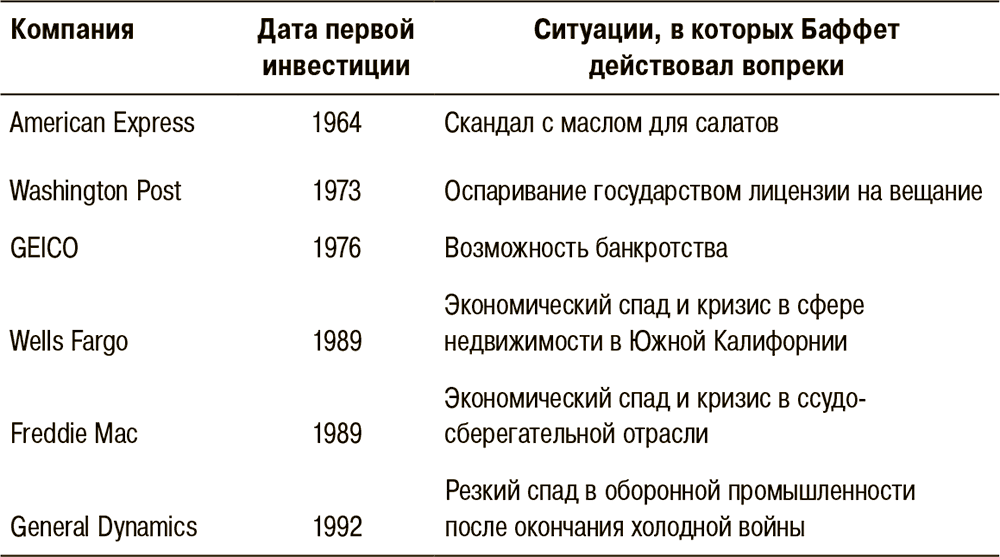 Компания Дата первой Ситуации, в которых Баффет
инвестиции действовал вопреки
American Express 1964 Скандал с маслом для салатов
Washington Post 1973 Оспаривание государством лицензии на вещание
GEICO 1976 Возможность банкротства
Экономический спад и кризис в сфере
Wells Fargo 1989 недвижимости в Южной Калифорнии
Экономический спад и кризис в ссудо-
Freddie Mac 1989 сберегательной отрасли
Резкий спад в оборонной промышленности
General Dynamics 1992 после окончания холодной войны